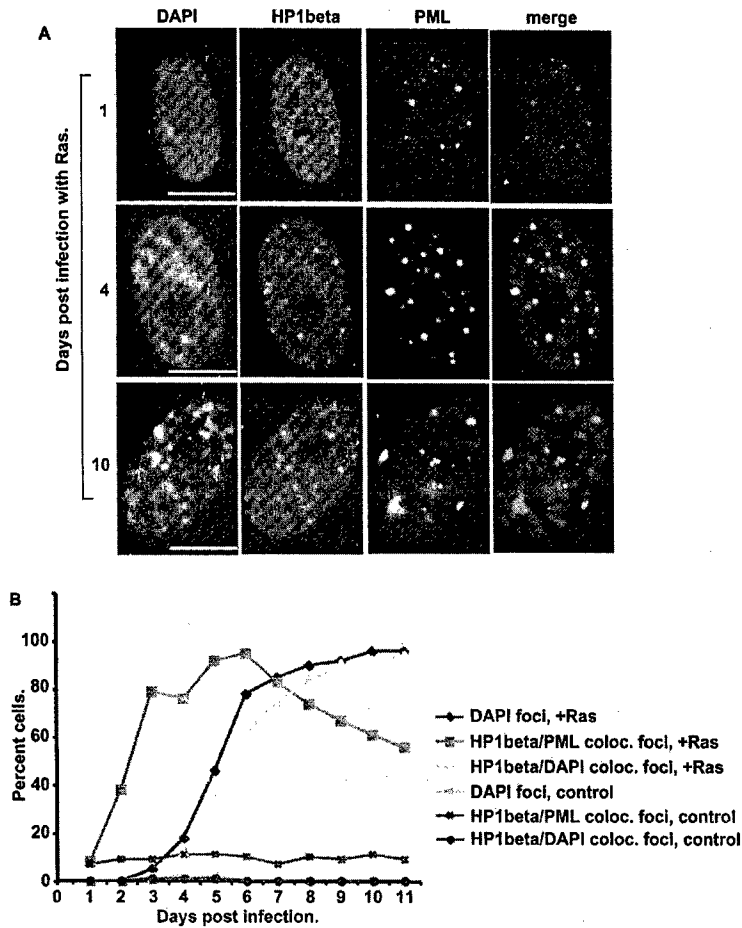 A
DAPI HP1beta PML merge
Days post infection with Ras.
1
4
10
B
Percent cells.
100
80
60
40
20
0
0 1 2 3 4 5 6 7 8 9 10 11
Days post infection.
DAPI foci, +Ras
HP1beta/PML coloc. foci, +Ras
HP1beta/DAPI coloc. foci, +Ras
DAPI foci, control
HP1beta/PML coloc. foci, control
HP1beta/DAPI coloc. foci, control